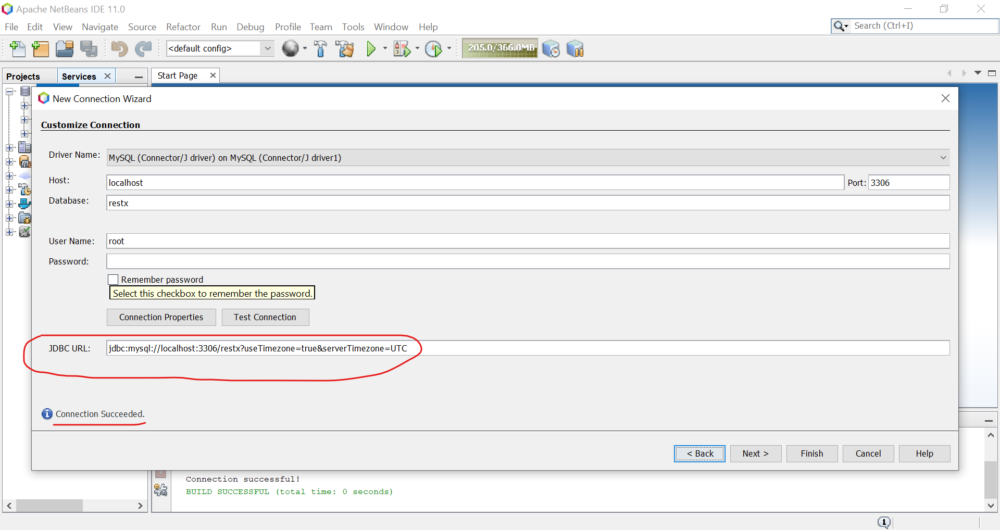 Apache NetBeans IDE 11.0
File Edit View Navigate Source Refactor Run Debug Profile Team Tools Window Help
Search (Ctrl+I)
<default config>
205.0/366.0MB
Projects Services Start Page
New Connection Wizard
Customize Connection
Driver Name: MySQL (Connector/J driver) on MySQL (Connector/J driver1)
Host: localhost Port: 3306
Database: restx
User Name: root
Password:
Remember password
Select this checkbox to remember the password.
Connection Properties Test Connection
JDBC URL: jdbc:mysql://localhost:3306/restx?useTimezone=true&serverTimezone=UTC
Connection Succeeded.
< Back Next > Finish Cancel Help
Connection successful!
BUILD SUCCESSFUL (total time: 0 seconds)
1